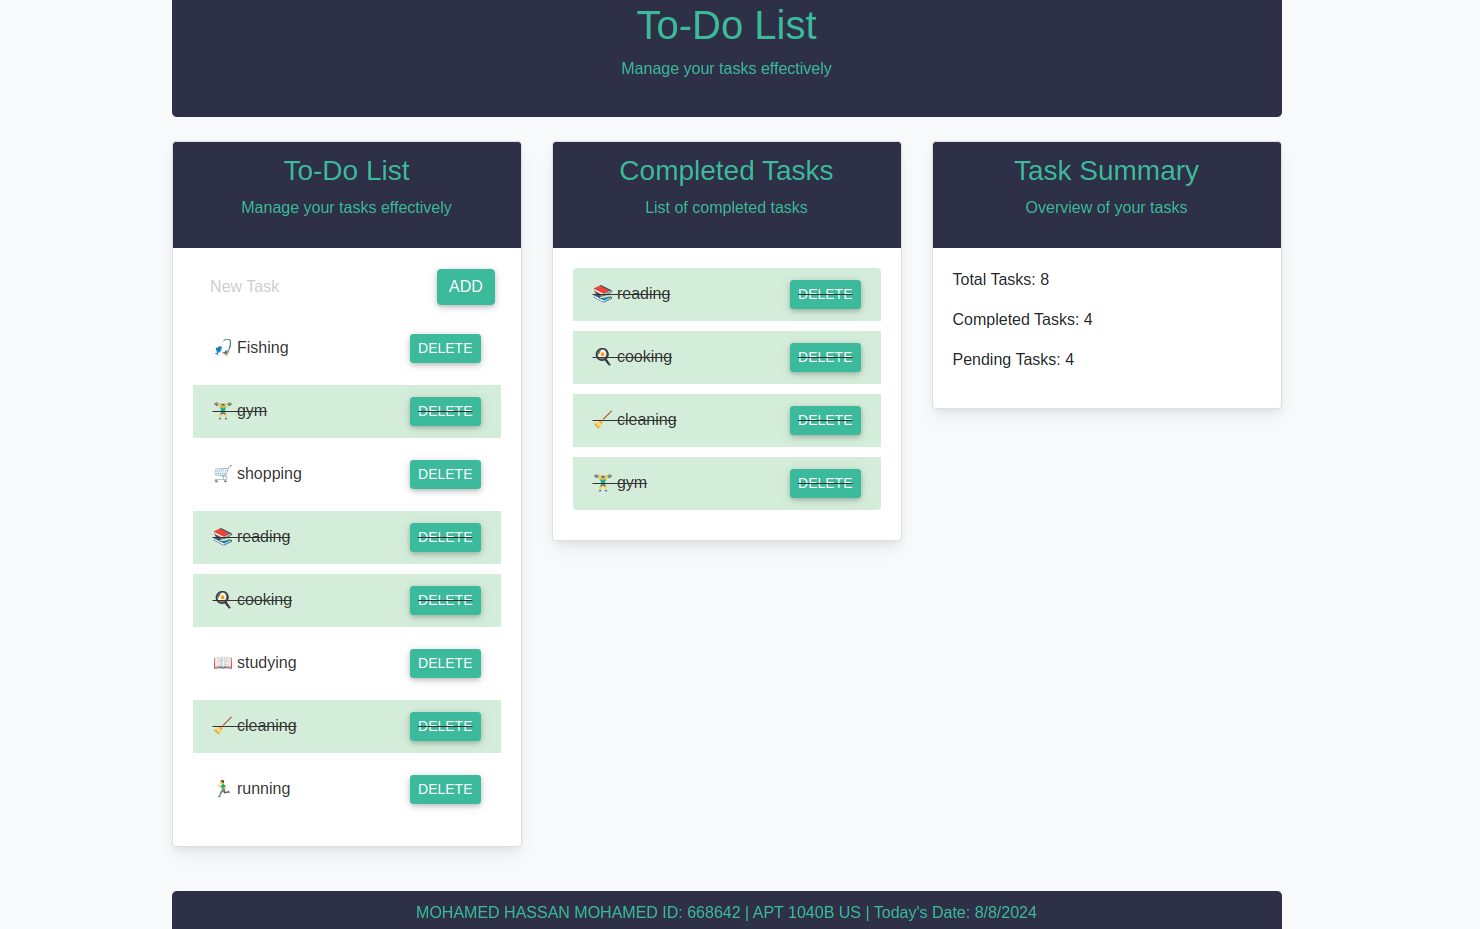 To-Do List
Manage your tasks effectively
To-Do List
Manage your tasks effectively
New Task
ADD
Fishing
DELETE
gym
DELETE
shopping
DELETE
reading
DELETE
cooking
DELETE
studying
DELETE
cleaning
DELETE
running
DELETE
Completed Tasks
List of completed tasks
reading
DELETE
cooking
DELETE
cleaning
DELETE
gym
DELETE
Task Summary
Overview of your tasks
Total Tasks: 8
Completed Tasks: 4
Pending Tasks: 4
MOHAMED HASSAN MOHAMED ID: 668642 | APT 1040B US | Today's Date: 8/8/2024